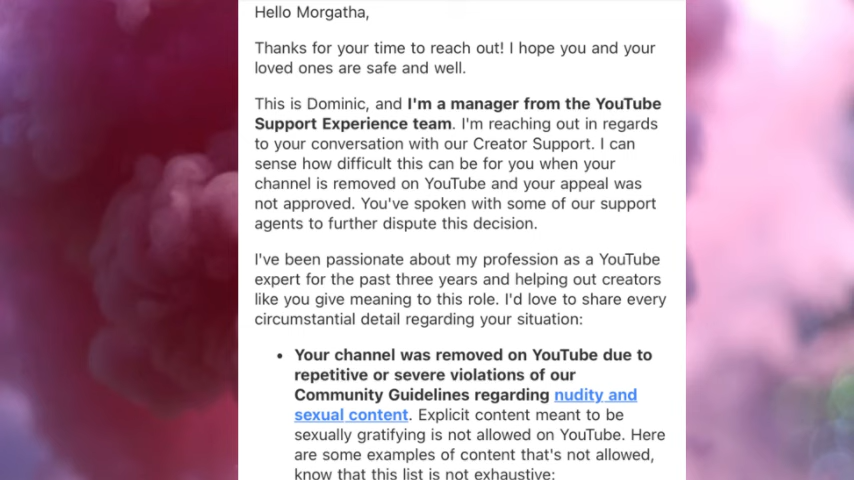 Hello Morgatha,
Thanks for your time to reach out! I hope you and your
loved ones are safe and well.
This is Dominic, and I'm a manager from the YouTube
Support Experience team. I'm reaching out in regards
to your conversation with our Creator Support. I can
sense how difficult this can be for you when your
channel is removed on YouTube and your appeal was
not approved. You've spoken with some of our support
agents to further dispute this decision.
I've been passionate about my profession as a YouTube
expert for the past three years and helping out creators
like you give meaning to this role. I'd love to share every
circumstantial detail regarding your situation:
• Your channel was removed on YouTube due to
repetitive or severe violations of our
Community Guidelines regarding nudity and
sexual content. Explicit content meant to be
sexually gratifying is not allowed on YouTube. Here
are some examples of content that's not allowed,
know that this list is not exhaustive: